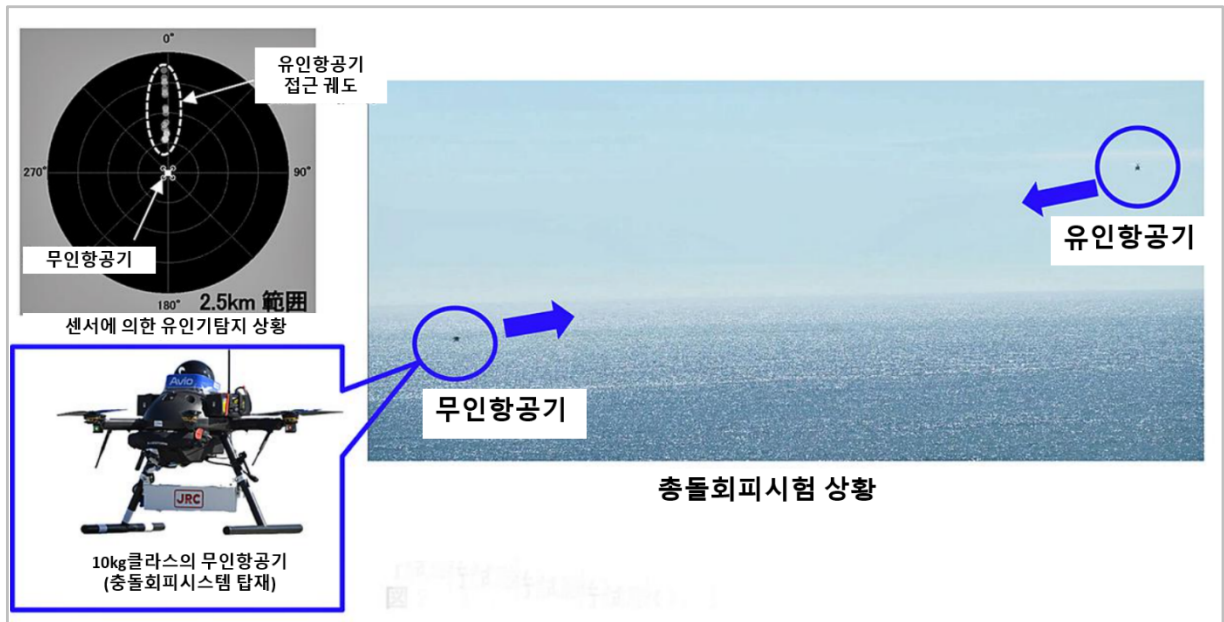 0°
유인항공기
접근 궤도
270°
90°
무인항공기
180°
2.5km 範囲
센서에 의한 유인기탐지 상황
유인항공기
무인항공기
총돌회피시험 상황
Avio
JRC
10kg클라스의 무인항공기
(충돌회피시스템 탑재)
図